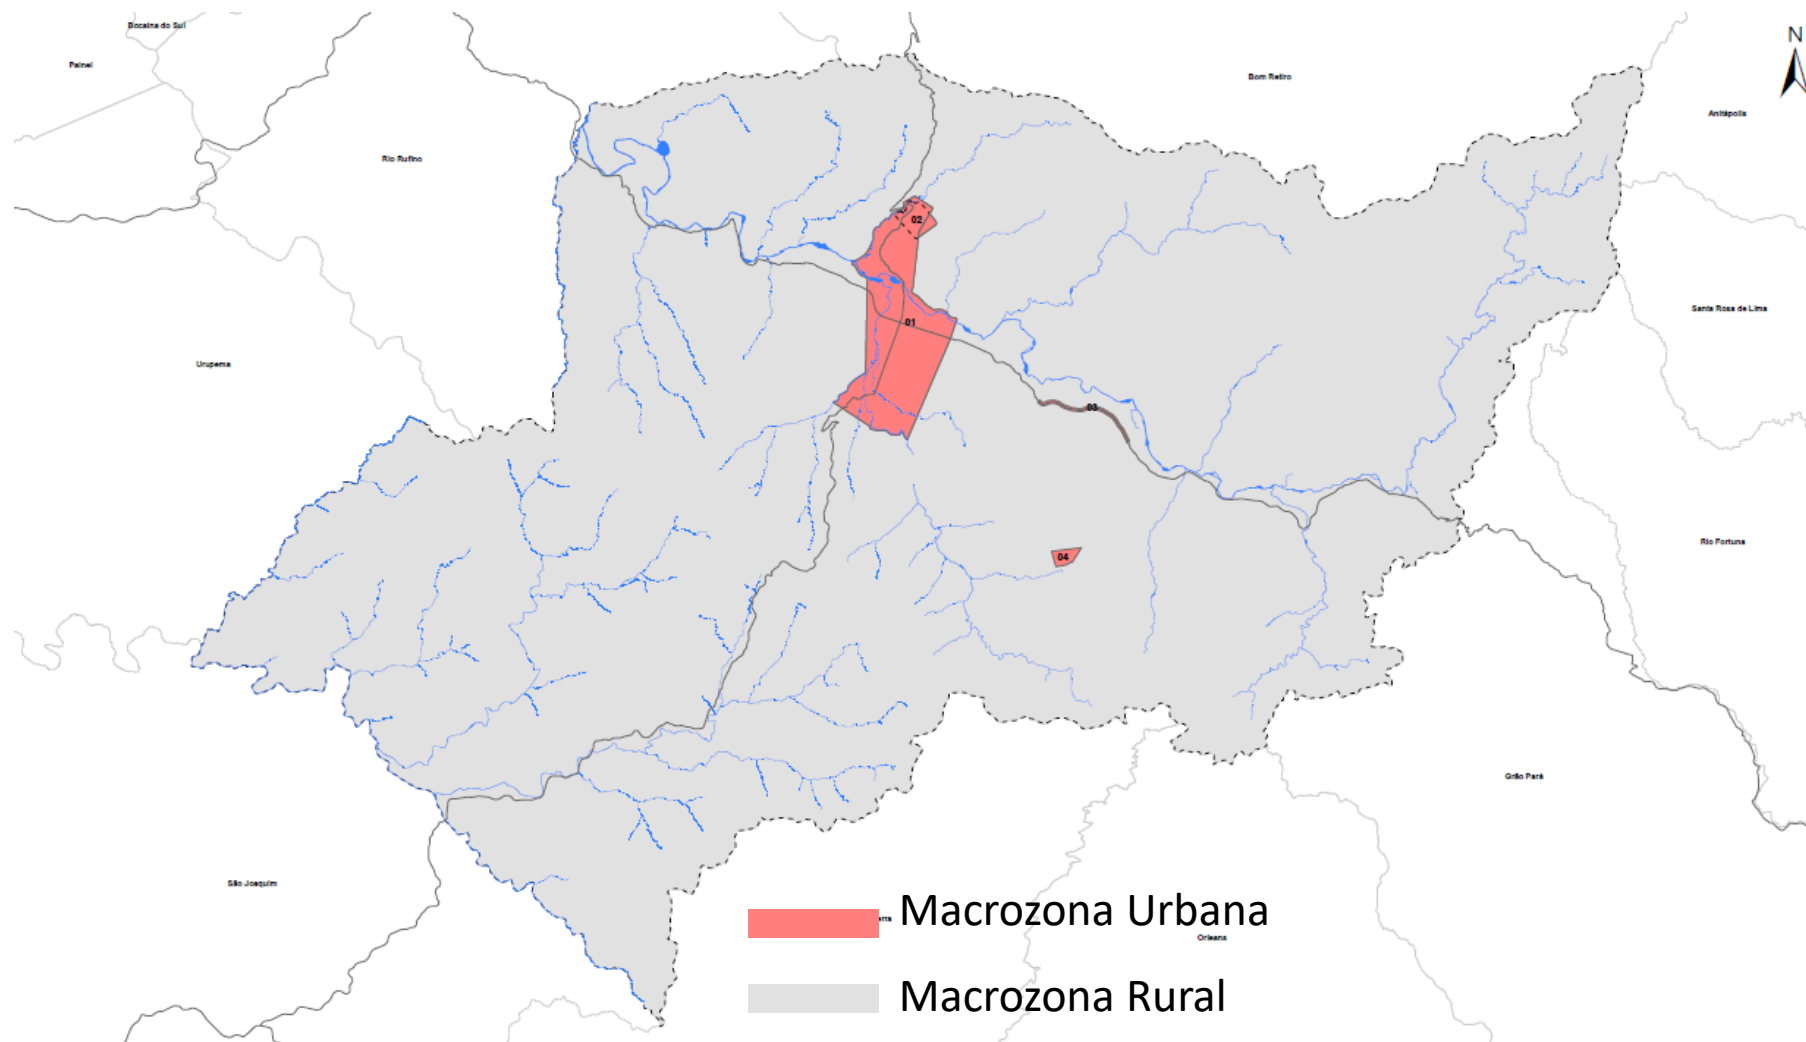 Bocaina do Sul
N
Painel
Bom Retiro
Anitápolis
Rio Rufino
02
Santa Rosa de Lima
01
Urupema
03
Rio Fortuna
04
Grão Pará
São Joaquim
Macrozona Urbana
erra
Orleans
Macrozona Rural